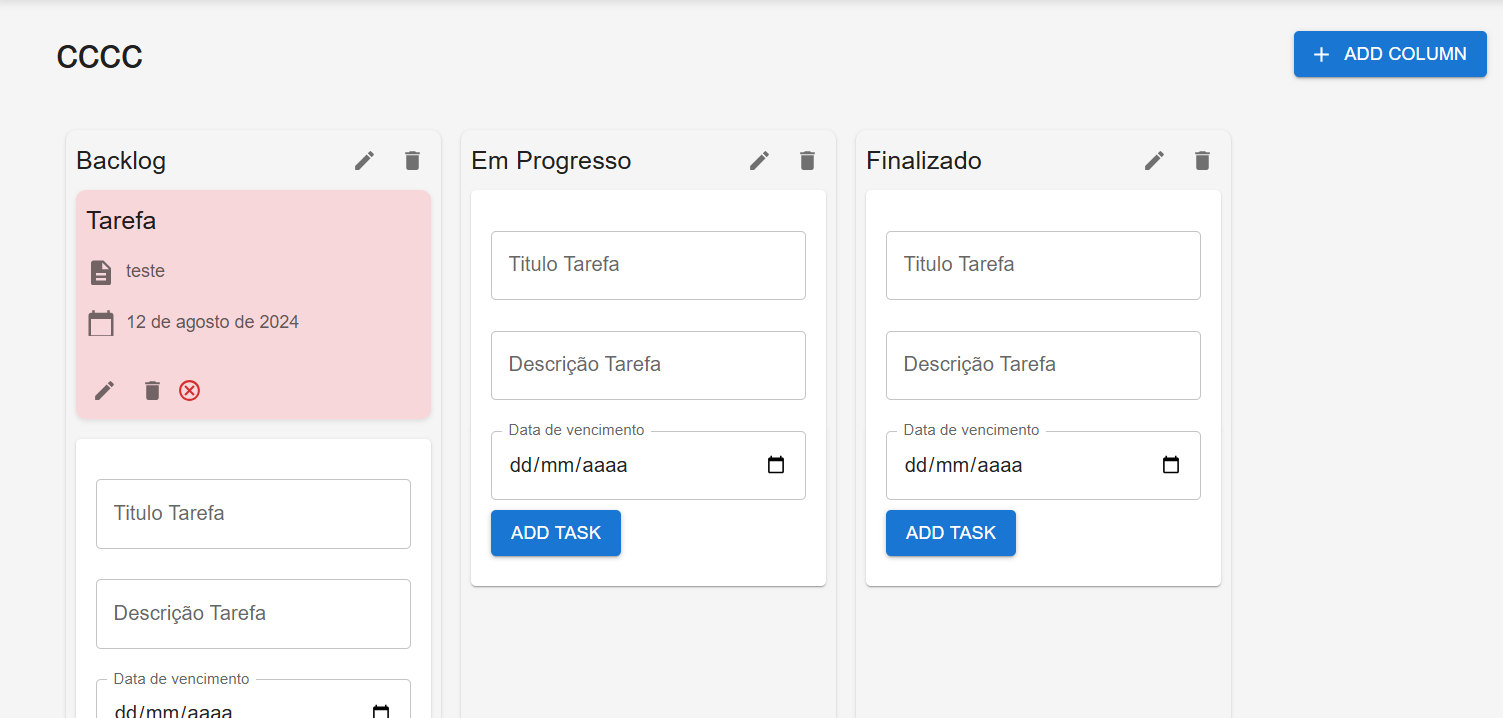 CCCC
ADD COLUMN
Backlog
Tarefa
teste
12 de agosto de 2024
Titulo Tarefa
Descrição Tarefa
Data de vencimento
dd/mm/aaaa
Em Progresso
Titulo Tarefa
Descrição Tarefa
Data de vencimento
dd/mm/aaaa
ADD TASK
Finalizado
Titulo Tarefa
Descrição Tarefa
Data de vencimento
dd/mm/aaaa
ADD TASK